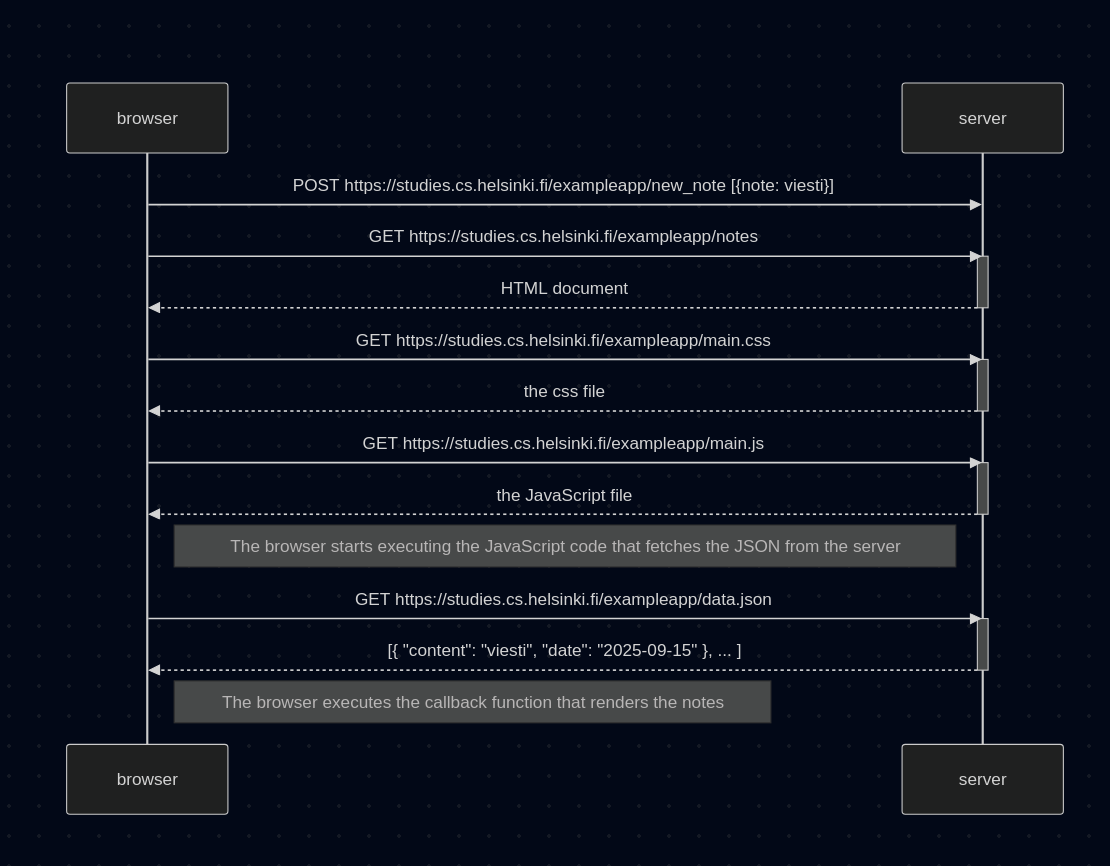 browser
server
POST https://studies.cs.helsinki.fi/exampleapp/new_note [{note: viesti}]
GET https://studies.cs.helsinki.fi/exampleapp/notes
HTML document
GET https://studies.cs.helsinki.fi/exampleapp/main.css
the css file
GET https://studies.cs.helsinki.fi/exampleapp/main.js
the JavaScript file
The browser starts executing the JavaScript code that fetches the JSON from the server
GET https://studies.cs.helsinki.fi/exampleapp/data.json
[{ "content": "viesti", "date": "2025-09-15" }, ... ]
The browser executes the callback function that renders the notes
browser
server